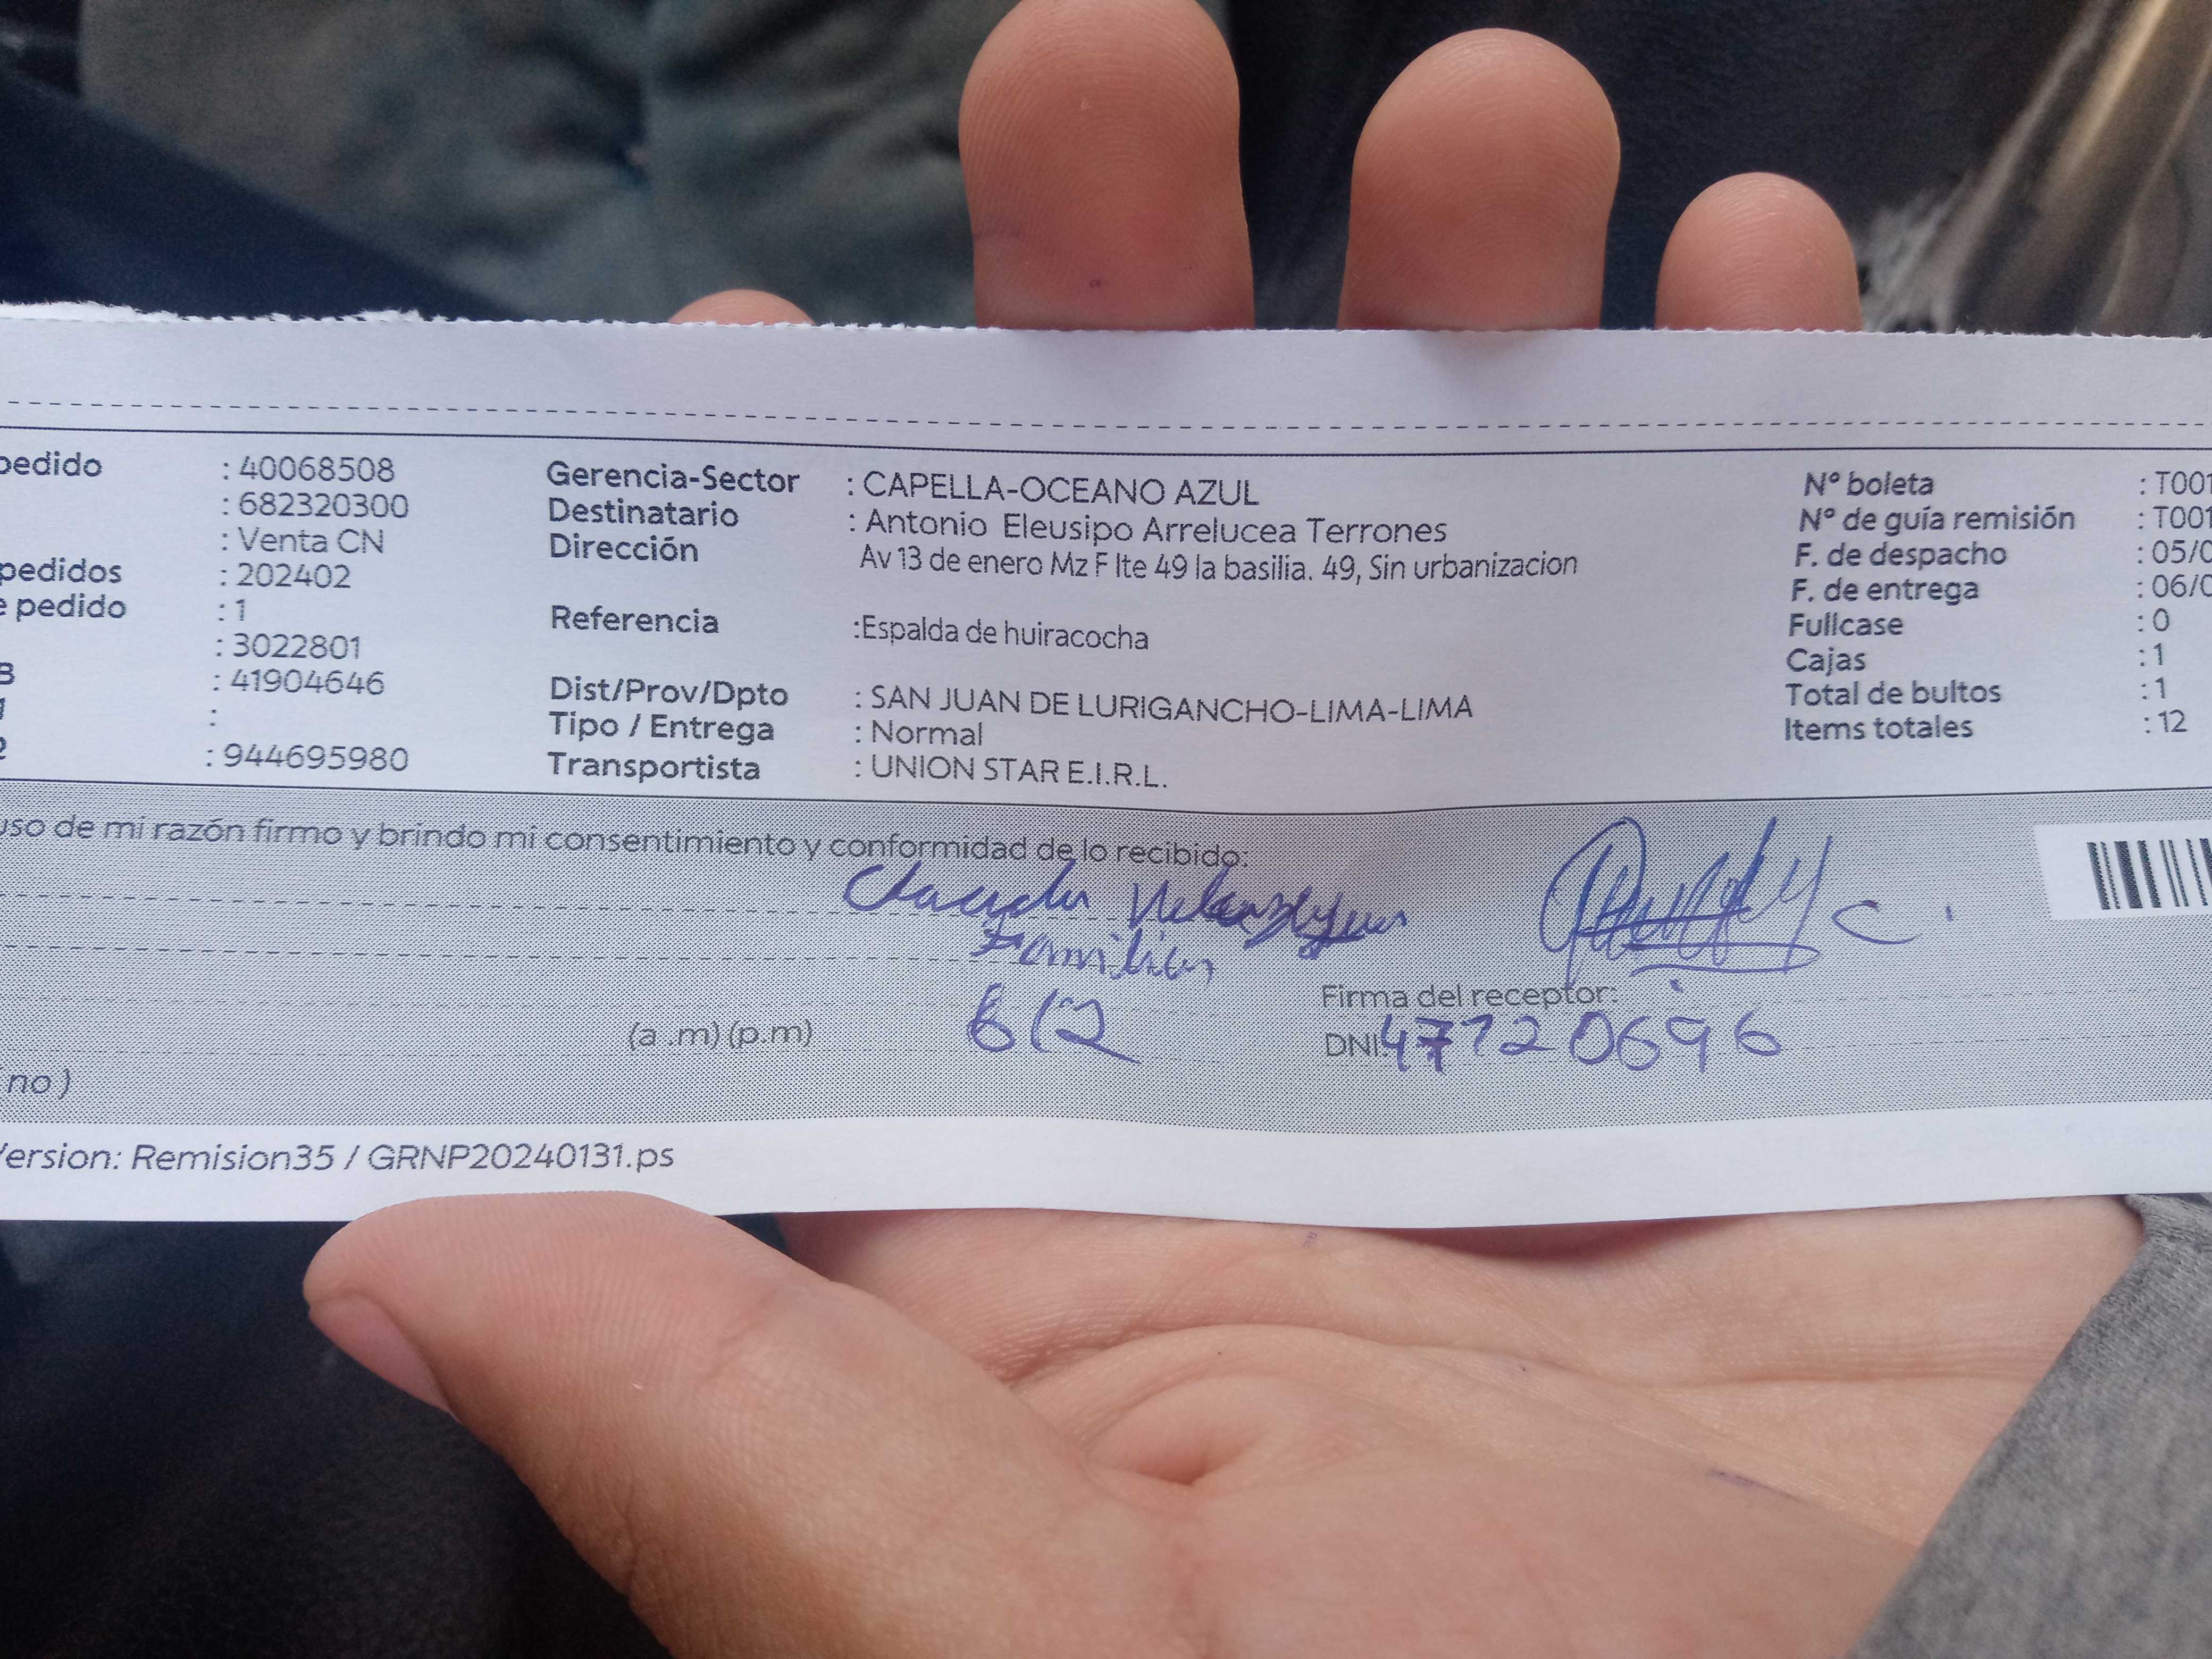 pedido : 40068508 Gerencia-Sector : CAPELLA-OCEANO AZUL Nº boleta : T001
: 682320300 Destinatario : Antonio Eleusipo Arrelucea Terrones Nº de guía remisión : T001
: Venta CN Dirección Av 13 de enero Mz F lte 49 la basilia. 49, Sin urbanizacion F. de despacho : 05/0
pedidos : 202402 F. de entrega : 06/0
e pedido : 1 Referencia :Espalda de huiracocha Fullcase : 0
: 3022801 Cajas : 1
: 41904646 Dist/Prov/Dpto : SAN JUAN DE LURIGANCHO-LIMA-LIMA Total de bultos : 1
: Tipo / Entrega : Normal Items totales : 12
: 944695980 Transportista : UNION STAR E.I.R.L.
uso de mi razón firmo y brindo mi consentimiento y conformidad de lo recibido:
Firma del receptor:
(a .m) (p.m) 6/2 DNI: 47720696
no )
Version: Remision35 / GRNP20240131.ps